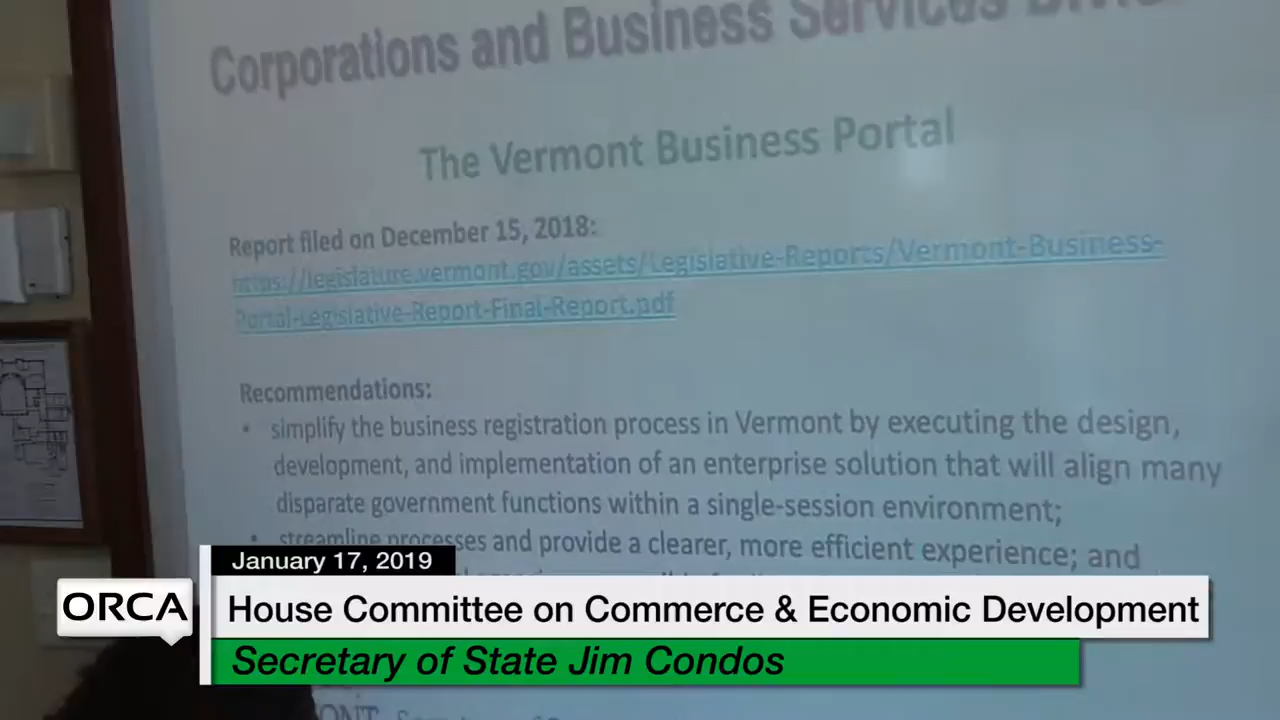 Corporations and Business Services
The Vermont Business Portal
Report filed on December 15, 2018:
https://legislature.vermont.gov/assets/Legislative-Reports/Vermont-Business-
Portal-Legislative-Report-Final-Report.pdf
Recommendations:
• simplify the business registration process in Vermont by executing the design,
development, and implementation of an enterprise solution that will align many
disparate government functions within a single-session environment;
• streamline processes and provide a clearer, more efficient experience; and
January 17, 2019
ORCA
House Committee on Commerce & Economic Development
Secretary of State Jim Condos